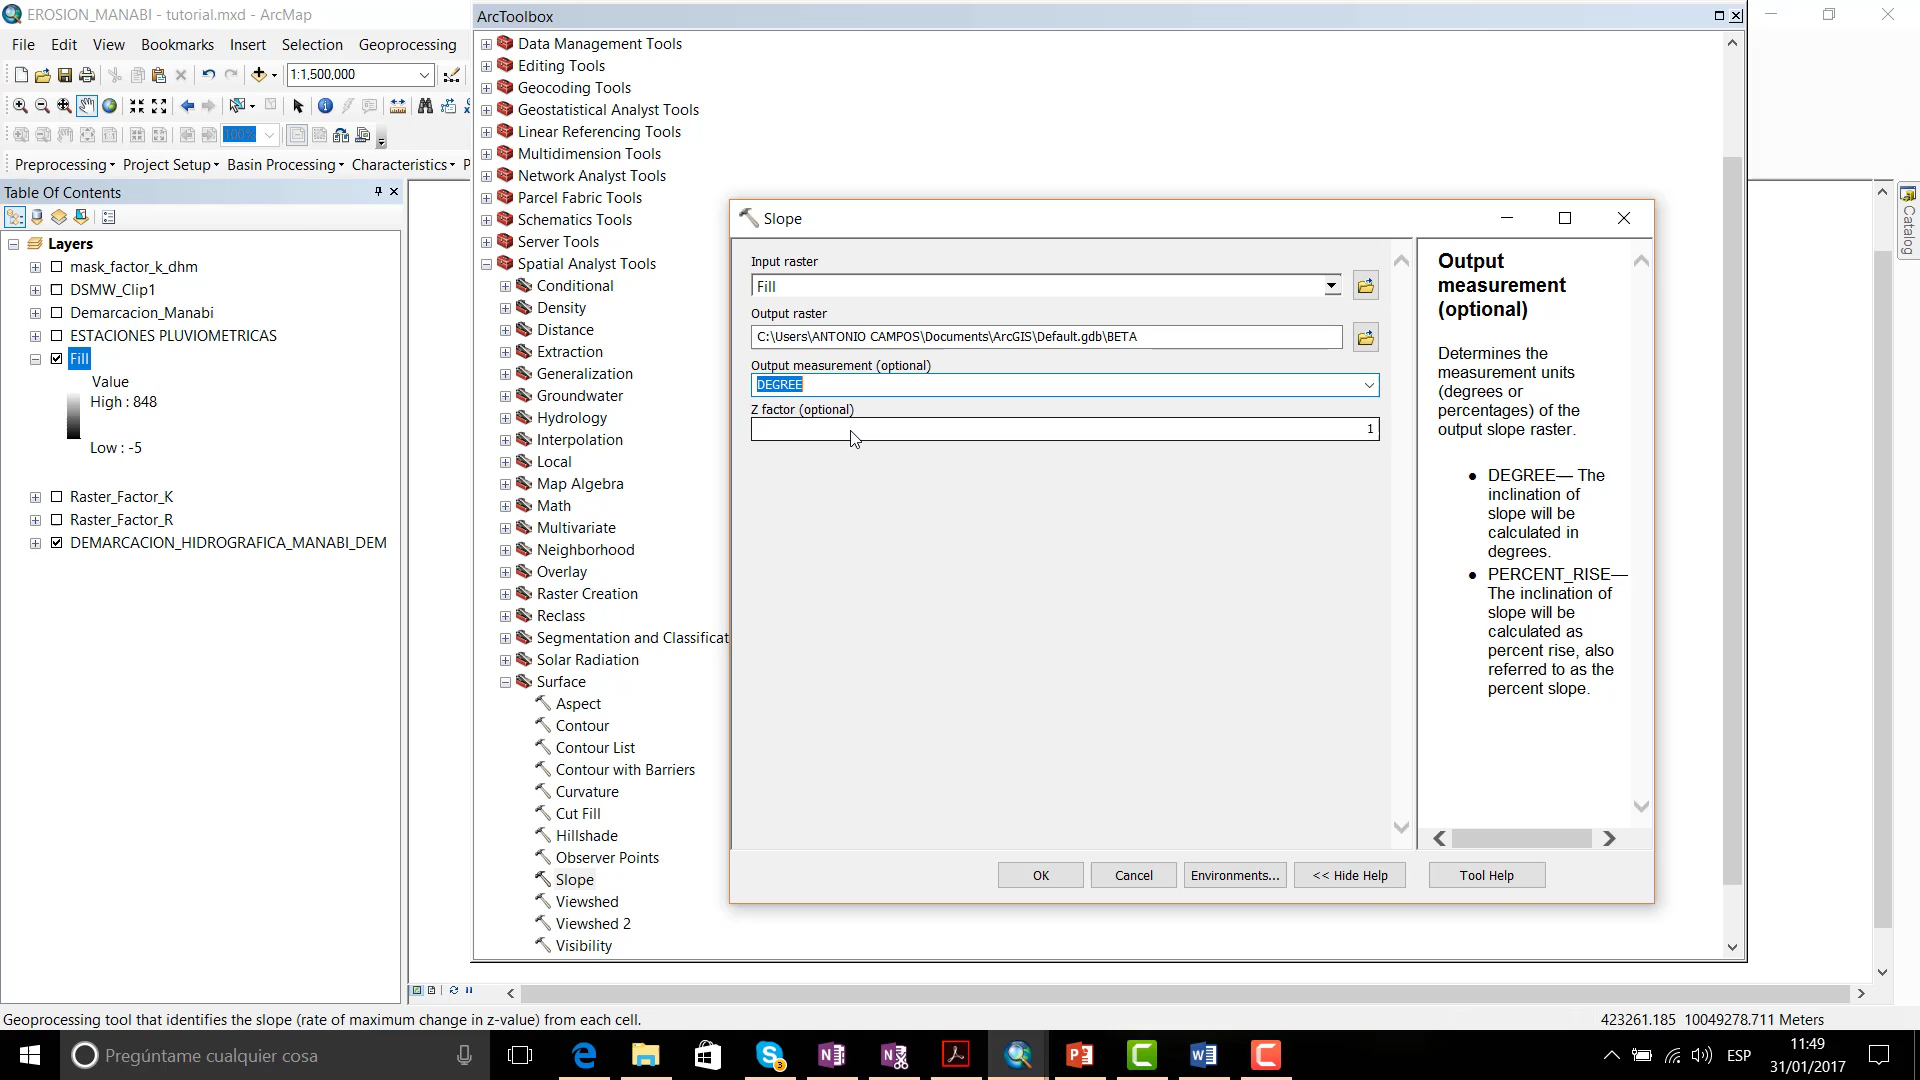 EROSION_MANABI - tutorial.mxd - ArcMap
File Edit View Bookmarks Insert Selection Geoprocessing
1:1,500,000
100%
Preprocessing Project Setup Basin Processing Characteristics P
Table Of Contents
Layers
mask_factor_k_dhm
DSMW_Clip1
Demarcacion_Manabi
ESTACIONES PLUVIOMETRICAS
Fill
Value
High : 848
Low : -5
Raster_Factor_K
Raster_Factor_R
DEMARCACION_HIDROGRAFICA_MANABI_DEM
ArcToolbox
Data Management Tools
Editing Tools
Geocoding Tools
Geostatistical Analyst Tools
Linear Referencing Tools
Multidimension Tools
Network Analyst Tools
Parcel Fabric Tools
Schematics Tools
Server Tools
Spatial Analyst Tools
Conditional
Density
Distance
Extraction
Generalization
Groundwater
Hydrology
Interpolation
Local
Map Algebra
Math
Multivariate
Neighborhood
Overlay
Raster Creation
Reclass
Segmentation and Classificat
Solar Radiation
Surface
Aspect
Contour
Contour List
Contour with Barriers
Curvature
Cut Fill
Hillshade
Observer Points
Slope
Viewshed
Viewshed 2
Visibility
Slope
Input raster
Fill
Output raster
C:\Users\ANTONIO CAMPOS\Documents\ArcGIS\Default.gdb\BETA
Output measurement (optional)
DEGREE
Z factor (optional)
1
OK Cancel Environments... << Hide Help Tool Help
Output
measurement
(optional)
Determines the
measurement units
(degrees or
percentages) of the
output slope raster.
● DEGREE— The
inclination of
slope will be
calculated in
degrees.
● PERCENT_RISE—
The inclination of
slope will be
calculated as
percent rise, also
referred to as the
percent slope.
Catalog
Geoprocessing tool that identifies the slope (rate of maximum change in z-value) from each cell.
423261.185 10049278.711 Meters
Pregúntame cualquier cosa
3
ESP
11:49
31/01/2017